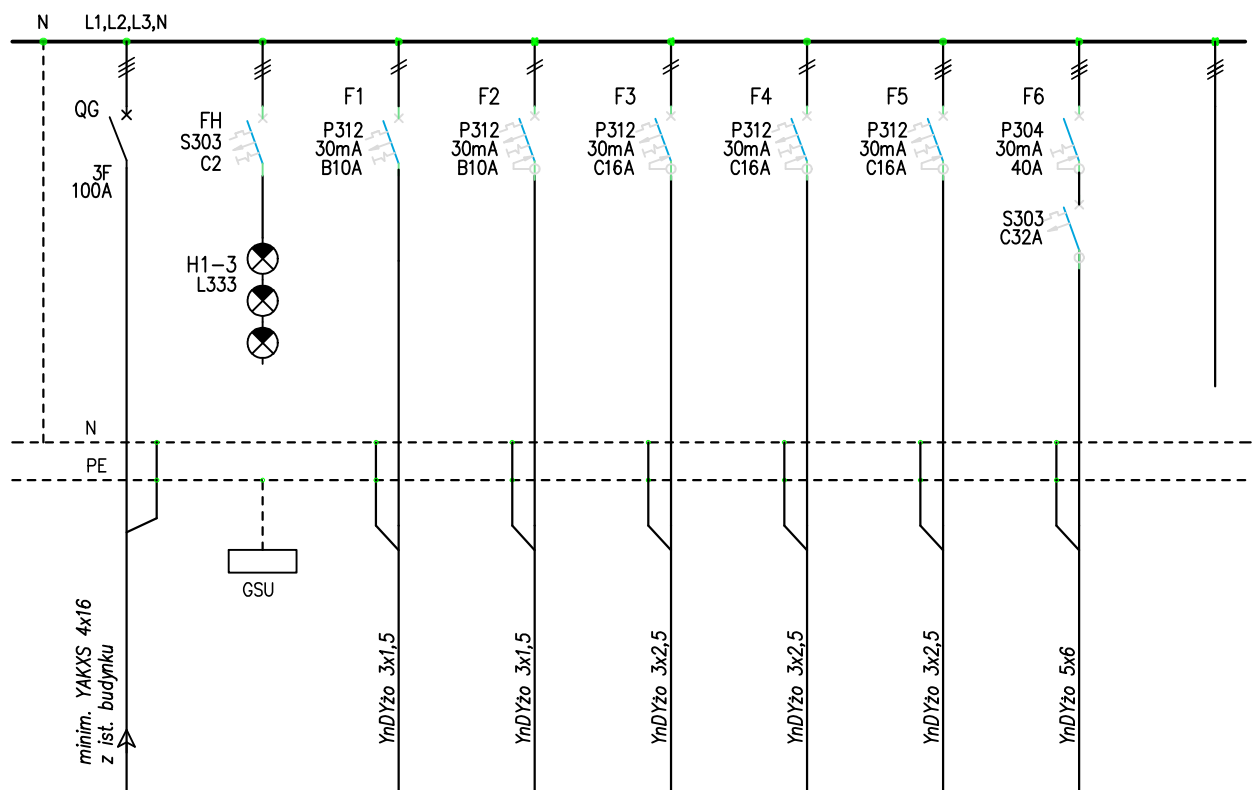 N
L1,L2,L3,N
QG
3F
100A
FH
S303
C2
H1-3
L333
F1
P312
30mA
B10A
F2
P312
30mA
B10A
F3
P312
30mA
C16A
F4
P312
30mA
C16A
F5
P312
30mA
C16A
F6
P304
30mA
40A
S303
C32A
N
PE
GSU
minim. YAKXS 4x16
z ist. budynku
YnDYżo 3x1,5
YnDYżo 3x1,5
YnDYżo 3x2,5
YnDYżo 3x2,5
YnDYżo 3x2,5
YnDYżo 5x6